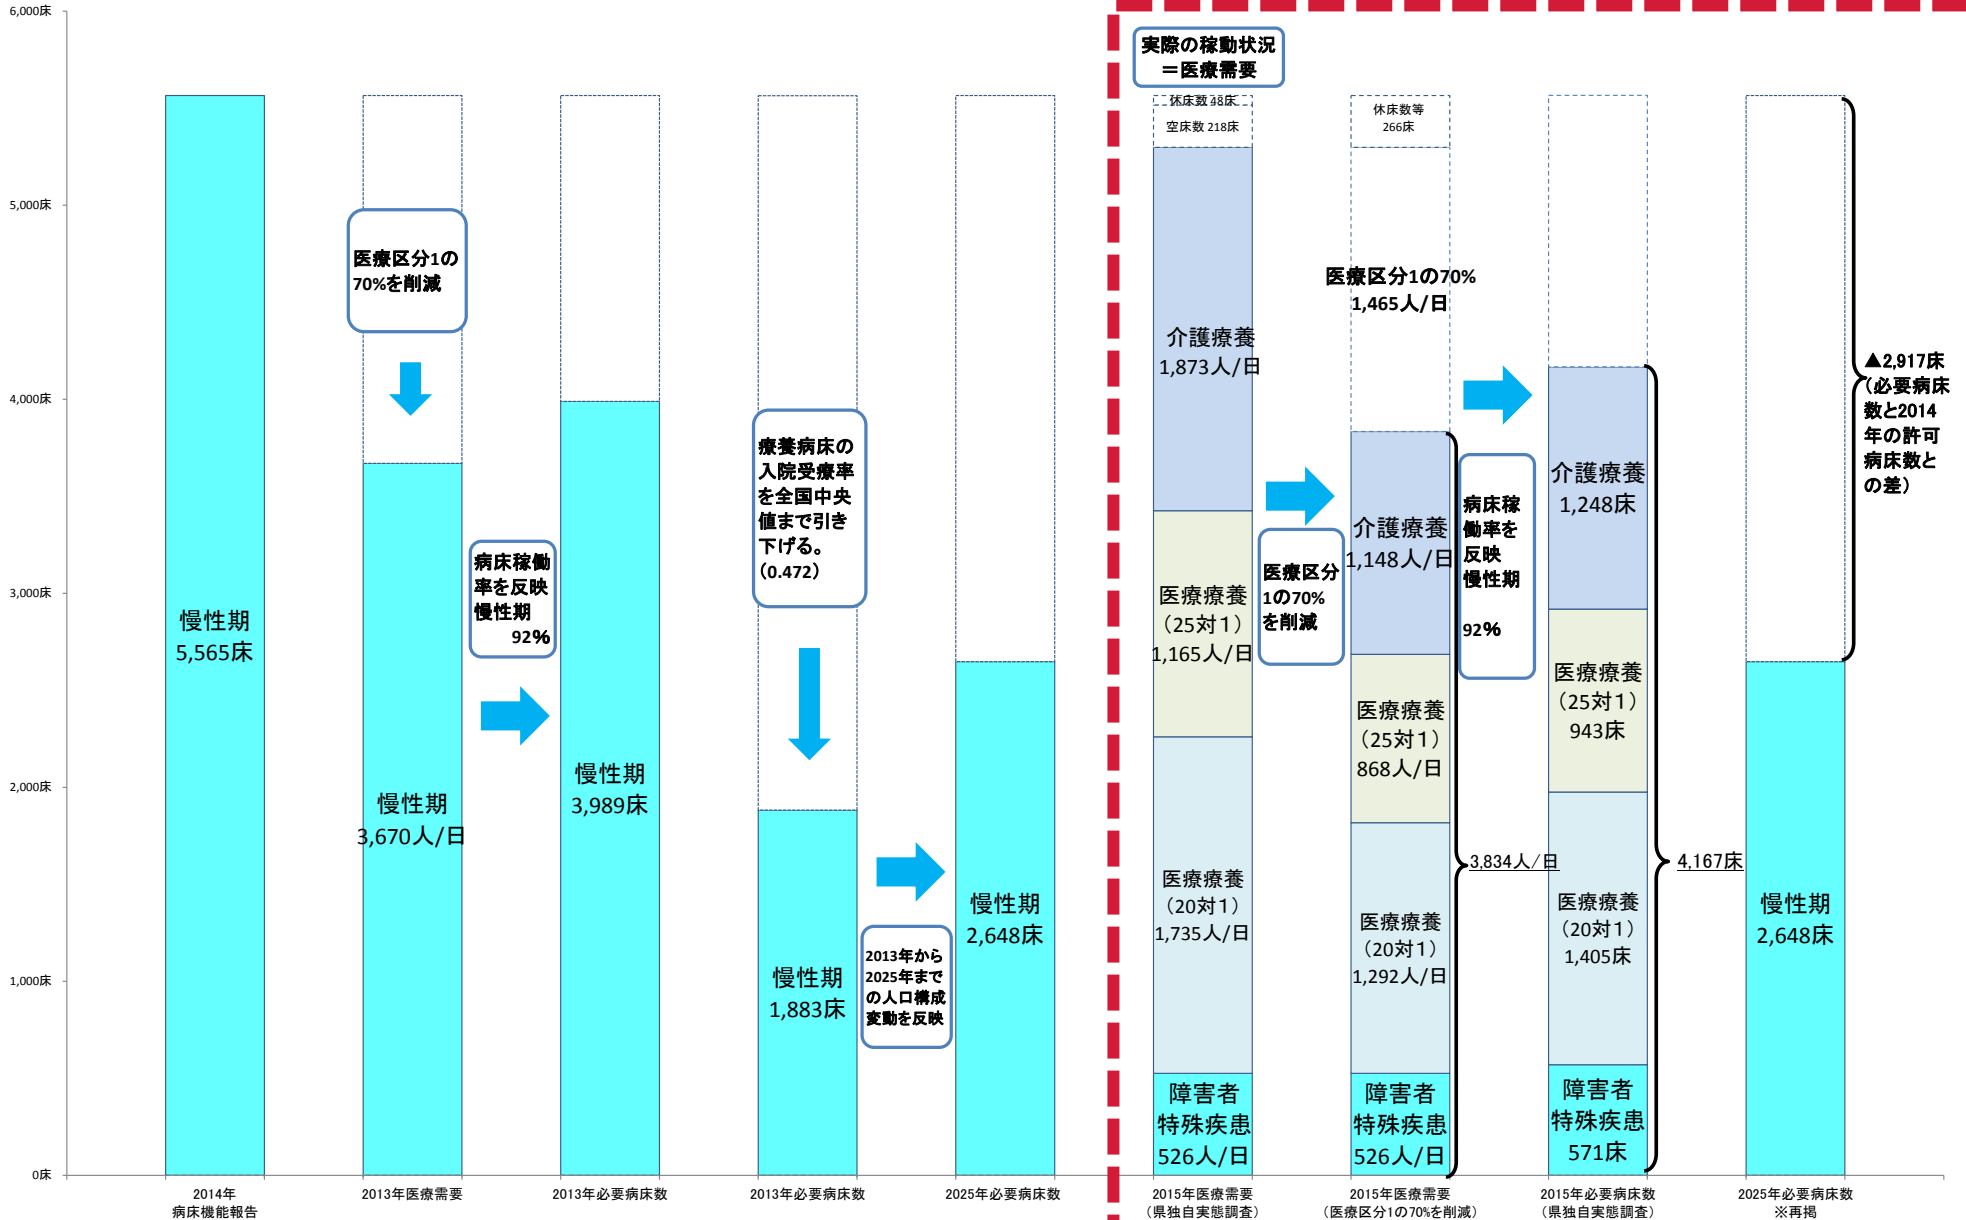 6,000床
5,000床
4,000床
3,000床
2,000床
1,000床
0床
慢性期
5,565床
医療区分1の
70%を削減
慢性期
3,670人/日
病床稼働
率を反映
慢性期
92%
慢性期
3,989床
療養病床の
入院受療率
を全国中央
値まで引き
下げる。
(0.472)
慢性期
1,883床
2013年から
2025年まで
の人口構成
変動を反映
慢性期
2,648床
実際の稼動状況
＝医療需要
休床数 48床
空床数 218床
介護療養
1,873人/日
医療療養
（25対１）
1,165人/日
医療療養
（20対１）
1,735人/日
障害者
特殊疾患
526人/日
医療区分
1の70%
を削減
休床数等
266床
医療区分1の70%
1,465人/日
介護療養
1,148人/日
医療療養
（25対１）
868人/日
医療療養
（20対１）
1,292人/日
障害者
特殊疾患
526人/日
3,834人/日
病床稼
働率を
反映
慢性期
92%
介護療養
1,248床
医療療養
（25対１）
943床
医療療養
（20対１）
1,405床
障害者
特殊疾患
571床
4,167床
慢性期
2,648床
▲2,917床
（必要病床
数と2014
年の許可
病床数と
の差）
2014年
病床機能報告
2013年医療需要
2013年必要病床数
2013年必要病床数
2025年必要病床数
2015年医療需要
（県独自実態調査）
2015年医療需要
（医療区分1の70%を削減）
2015年必要病床数
（県独自実態調査）
2025年必要病床数
※再掲